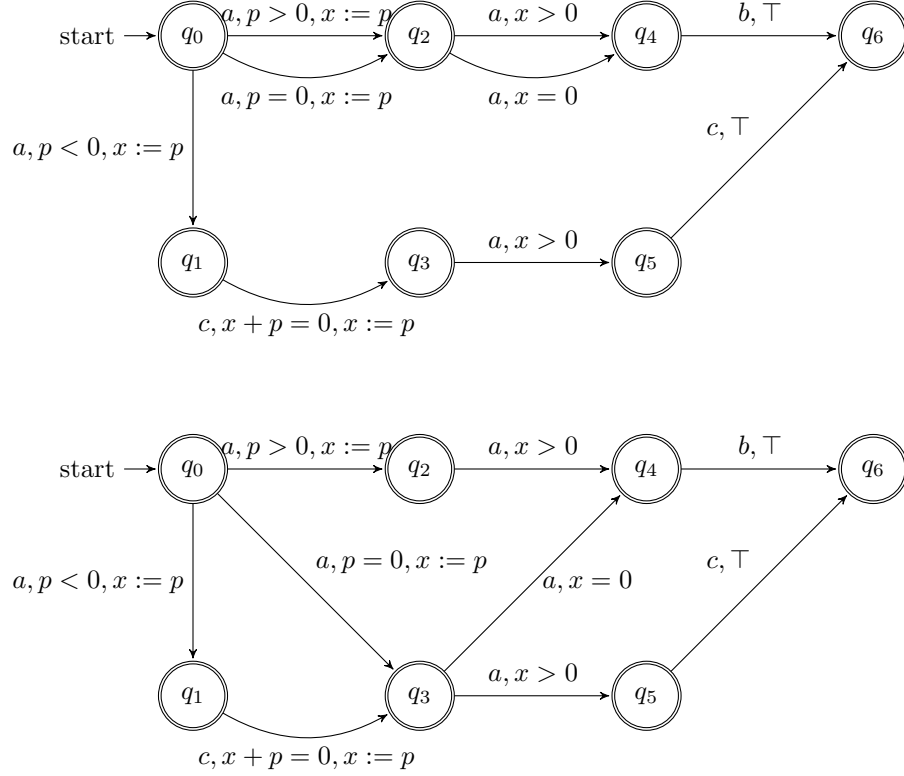 a, p > 0, x := p
a, x > 0
b, ⊤
start
q₀
q₂
q₄
q₆
a, p = 0, x := p
a, x = 0
c, ⊤
a, p < 0, x := p
a, x > 0
q₁
q₃
q₅
c, x + p = 0, x := p
a, p > 0, x := p
a, x > 0
b, ⊤
start
q₀
q₂
q₄
q₆
c, ⊤
a, p = 0, x := p
a, p < 0, x := p
a, x = 0
a, x > 0
q₁
q₃
q₅
c, x + p = 0, x := p